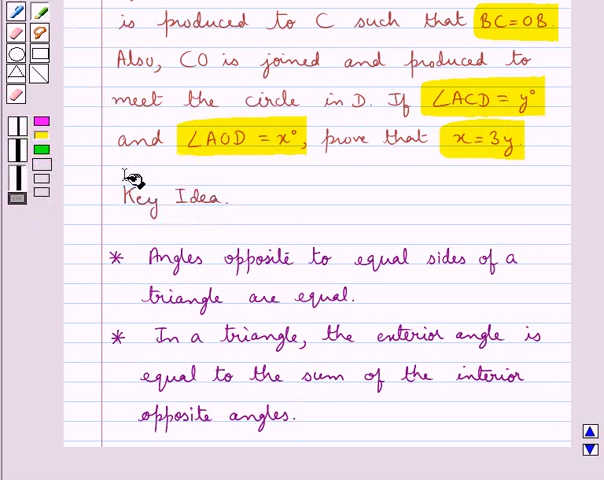 is produced to C such that BC=OB.
Also, CO is joined and produced to
meet the circle in D. If ∠ACD = y°
and ∠AOD = x°, prove that x=3y.
Key Idea.
* Angles opposite to equal sides of a
triangle are equal.
* In a triangle, the exterior angle is
equal to the sum of the interior
opposite angles.